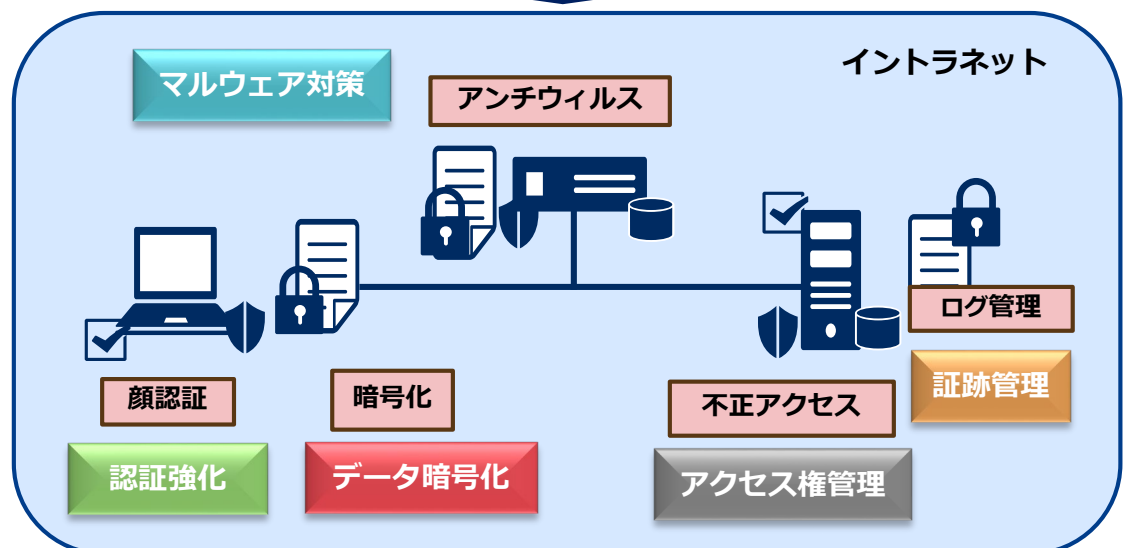 イントラネット
マルウェア対策
アンチウィルス
ログ管理
証跡管理
顔認証
暗号化
不正アクセス
認証強化
データ暗号化
アクセス権管理